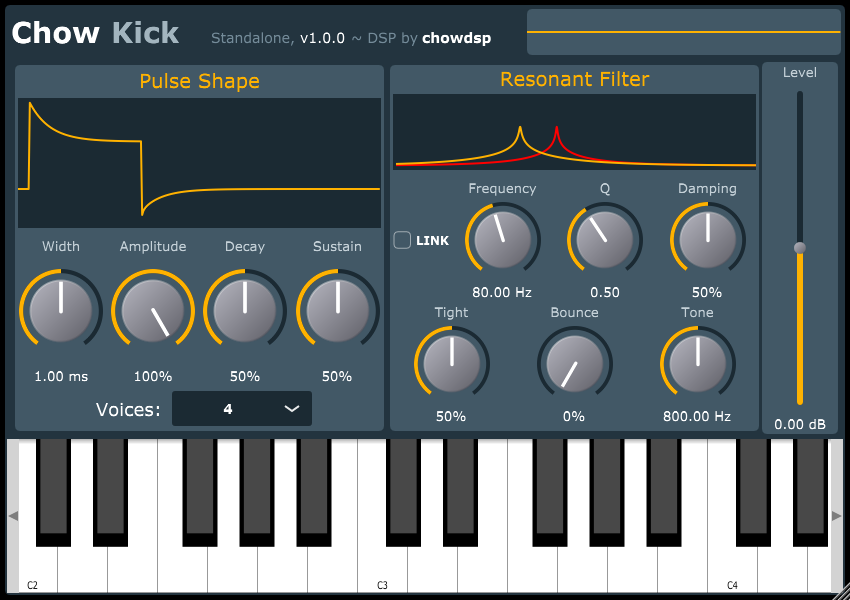 Chow Kick Standalone, v1.0.0 ~ DSP by chowdsp
Pulse Shape
Width Amplitude Decay Sustain
1.00 ms 100% 50% 50%
Voices: 4
Resonant Filter
Frequency Q Damping
LINK
80.00 Hz 0.50 50%
Tight Bounce Tone
50% 0% 800.00 Hz
Level
0.00 dB
C2 C3 C4